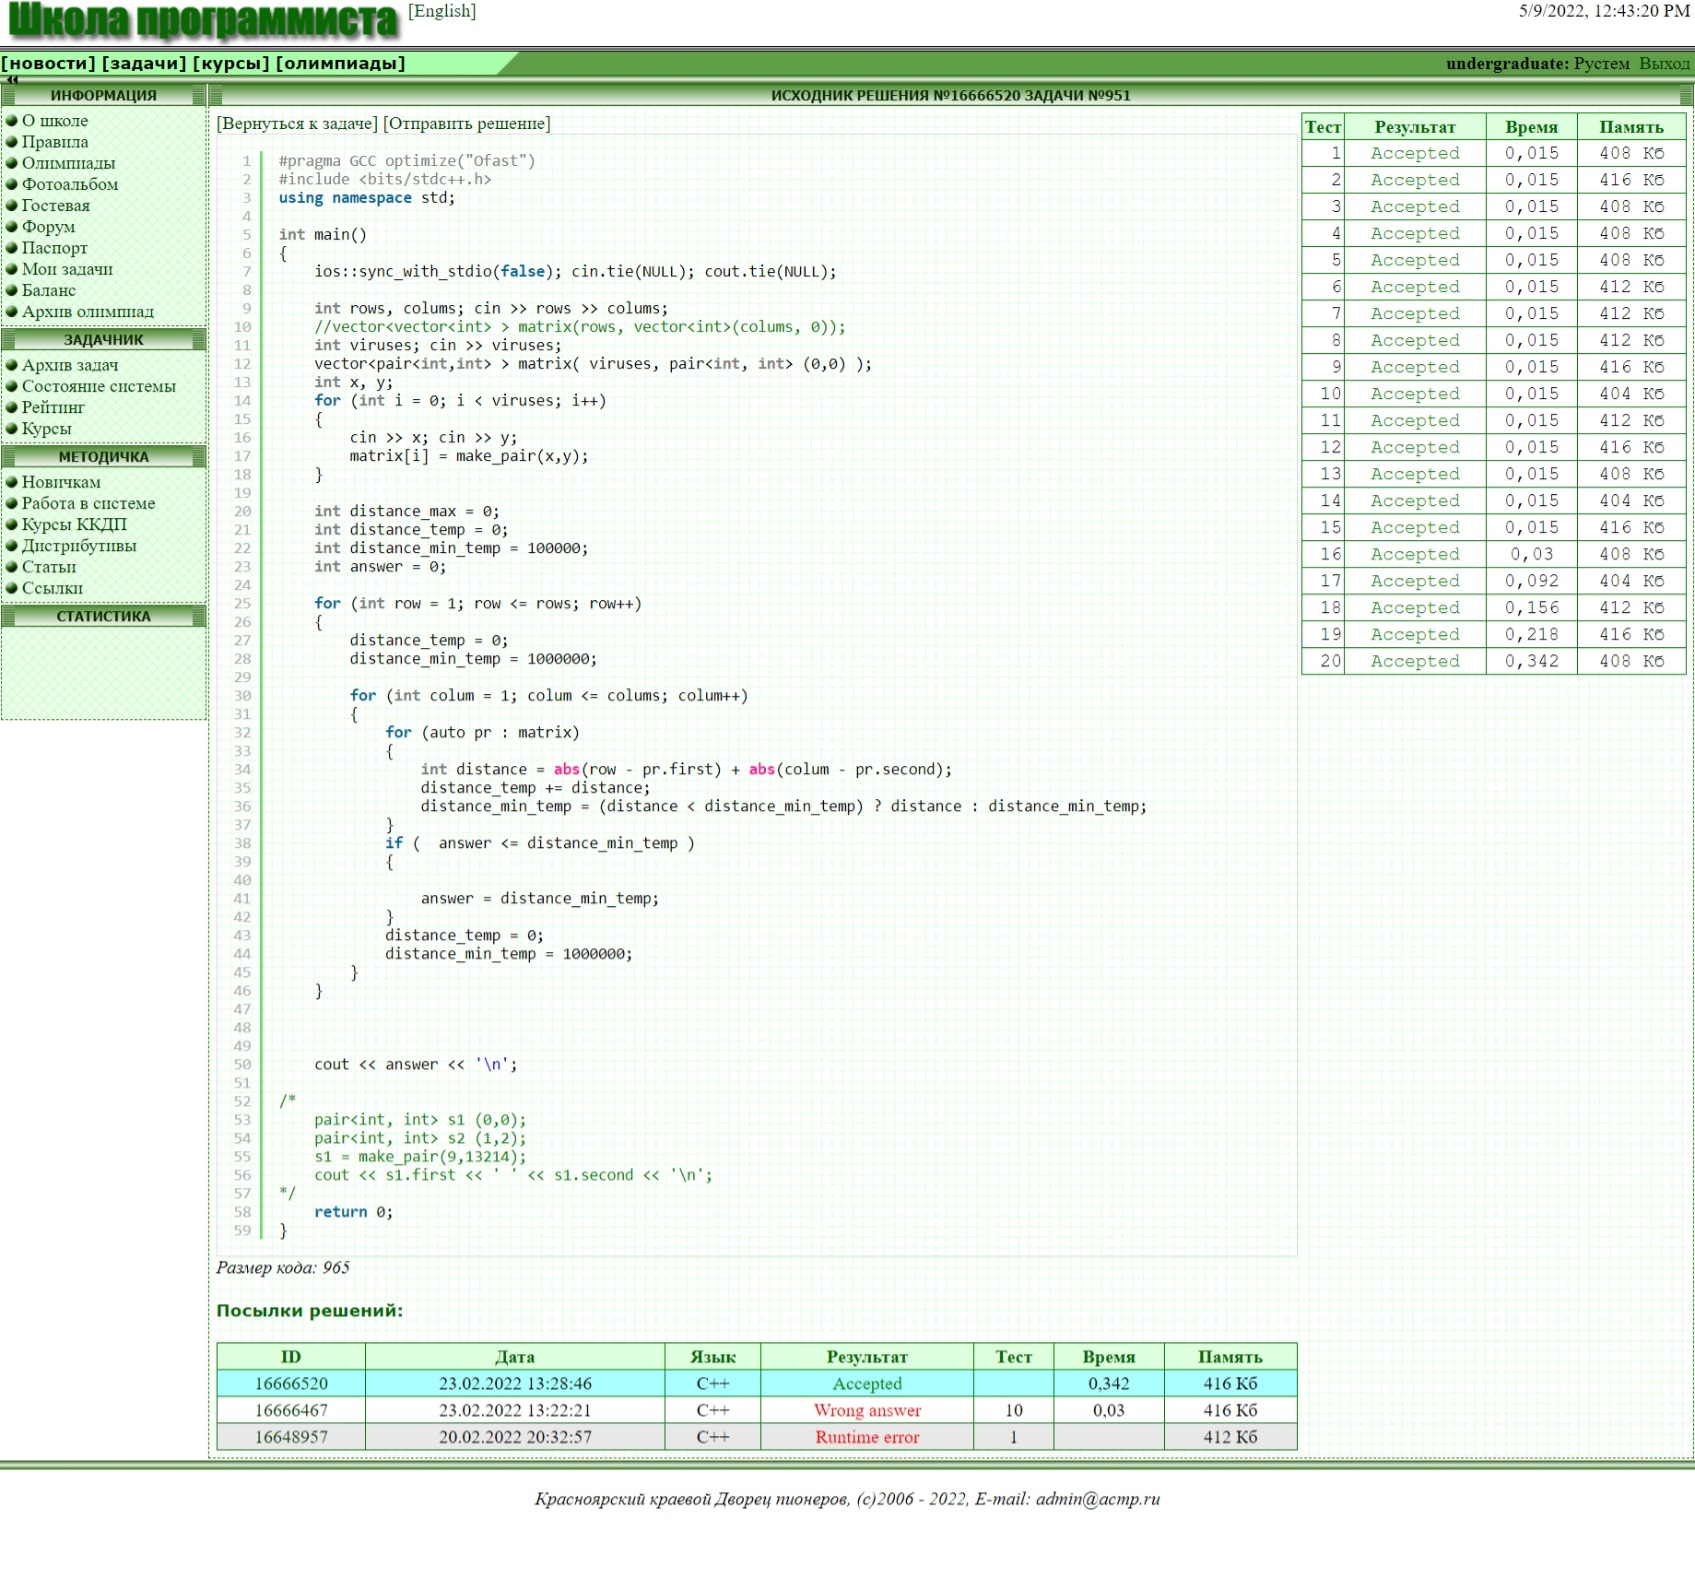 Школа программиста
[English]
5/9/2022, 12:43:20 PM
[новости] [задачи] [курсы] [олимпиады]
undergraduate: Рустем Выход
ИНФОРМАЦИЯ
О школе
Правила
Олимпиады
Фотоальбом
Гостевая
Форум
Паспорт
Мои задачи
Баланс
Архив олимпиад
ЗАДАЧНИК
Архив задач
Состояние системы
Рейтинг
Курсы
МЕТОДИЧКА
Новичкам
Работа в системе
Курсы ККДП
Дистрибутивы
Статьи
Ссылки
СТАТИСТИКА
ИСХОДНИК РЕШЕНИЯ №16666520 ЗАДАЧИ №951
[Вернуться к задаче] [Отправить решение]
1 #pragma GCC optimize("Ofast")
2 #include <bits/stdc++.h>
3 using namespace std;
4
5 int main()
6 {
7 ios::sync_with_stdio(false); cin.tie(NULL); cout.tie(NULL);
8
9 int rows, colums; cin >> rows >> colums;
10 //vector<vector<int> > matrix(rows, vector<int>(colums, 0));
11 int viruses; cin >> viruses;
12 vector<pair<int,int> > matrix( viruses, pair<int, int> (0,0) );
13 int x, y;
14 for (int i = 0; i < viruses; i++)
15 {
16 cin >> x; cin >> y;
17 matrix[i] = make_pair(x,y);
18 }
19
20 int distance_max = 0;
21 int distance_temp = 0;
22 int distance_min_temp = 100000;
23 int answer = 0;
24
25 for (int row = 1; row <= rows; row++)
26 {
27 distance_temp = 0;
28 distance_min_temp = 1000000;
29
30 for (int colum = 1; colum <= colums; colum++)
31 {
32 for (auto pr : matrix)
33 {
34 int distance = abs(row - pr.first) + abs(colum - pr.second);
35 distance_temp += distance;
36 distance_min_temp = (distance < distance_min_temp) ? distance : distance_min_temp;
37 }
38 if (  answer <= distance_min_temp )
39 {
40
41 answer = distance_min_temp;
42 }
43 distance_temp = 0;
44 distance_min_temp = 1000000;
45 }
46 }
47
48
49
50 cout << answer << '\n';
51
52 /*
53 pair<int, int> s1 (0,0);
54 pair<int, int> s2 (1,2);
55 s1 = make_pair(9,13214);
56 cout << s1.first << ' ' << s1.second << '\n';
57 */
58 return 0;
59 }
Размер кода: 965
Тест Результат Время Память
1 Accepted 0,015 408 Кб
2 Accepted 0,015 416 Кб
3 Accepted 0,015 408 Кб
4 Accepted 0,015 408 Кб
5 Accepted 0,015 408 Кб
6 Accepted 0,015 412 Кб
7 Accepted 0,015 412 Кб
8 Accepted 0,015 412 Кб
9 Accepted 0,015 416 Кб
10 Accepted 0,015 404 Кб
11 Accepted 0,015 412 Кб
12 Accepted 0,015 416 Кб
13 Accepted 0,015 408 Кб
14 Accepted 0,015 404 Кб
15 Accepted 0,015 416 Кб
16 Accepted 0,03 408 Кб
17 Accepted 0,092 404 Кб
18 Accepted 0,156 412 Кб
19 Accepted 0,218 416 Кб
20 Accepted 0,342 408 Кб
Посылки решений:
ID Дата Язык Результат Тест Время Память
16666520 23.02.2022 13:28:46 C++ Accepted 0,342 416 Кб
16666467 23.02.2022 13:22:21 C++ Wrong answer 10 0,03 416 Кб
16648957 20.02.2022 20:32:57 C++ Runtime error 1 412 Кб
Красноярский краевой Дворец пионеров, (c)2006 - 2022, E-mail: admin@acmp.ru